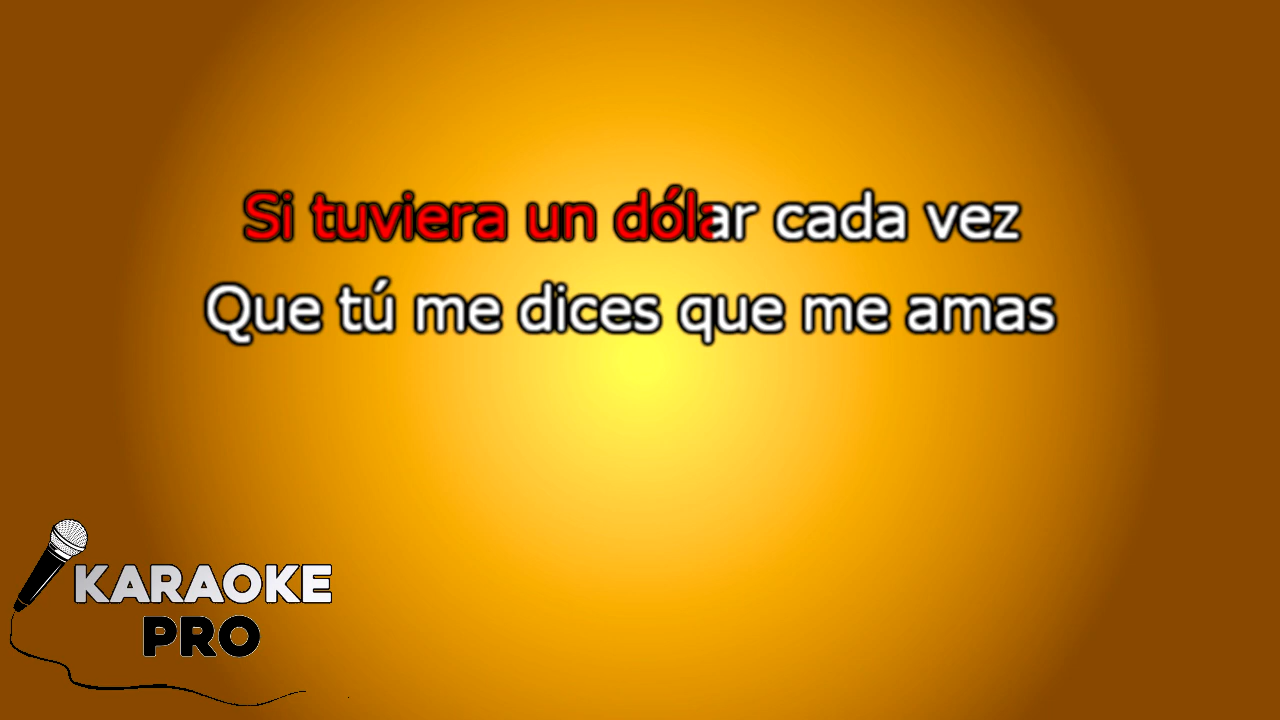 Si tuviera un dólar cada vez
Que tú me dices que me amas
KARAOKE
PRO